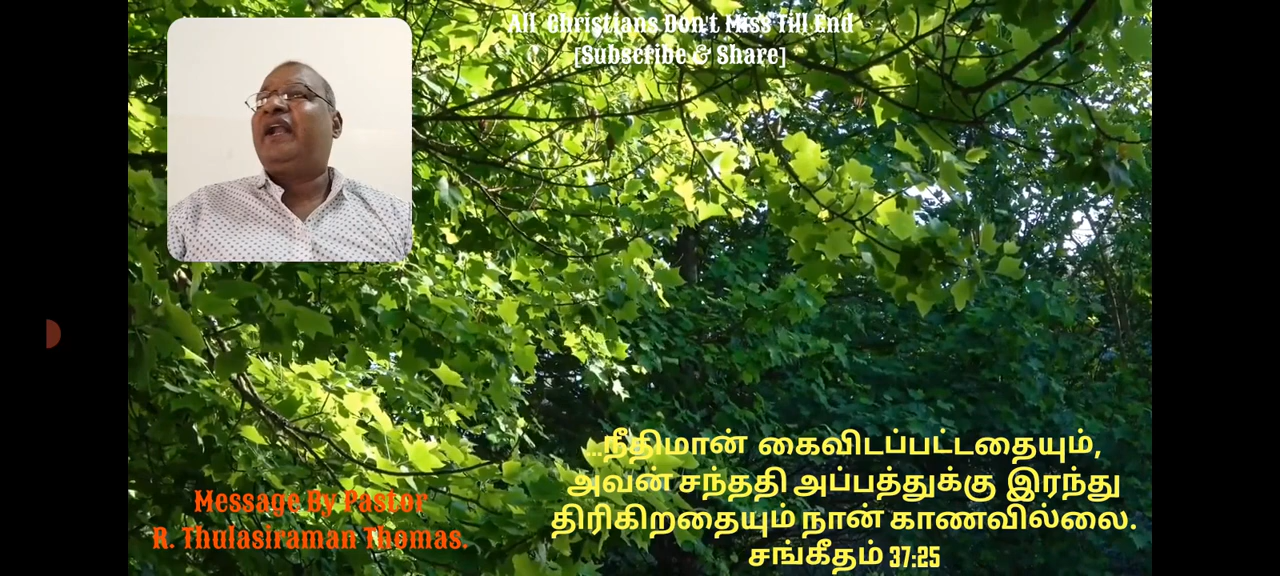 All Christians Don't Miss Till End
[Subscribe & Share]
Message By Pastor
R. Thulasiraman Thomas.
...நீதிமான் கைவிடப்பட்டதையும்,
அவன் சந்ததி அப்பத்துக்கு இரந்து
திரிகிறதையும் நான் காணவில்லை.
சங்கீதம் 37:25